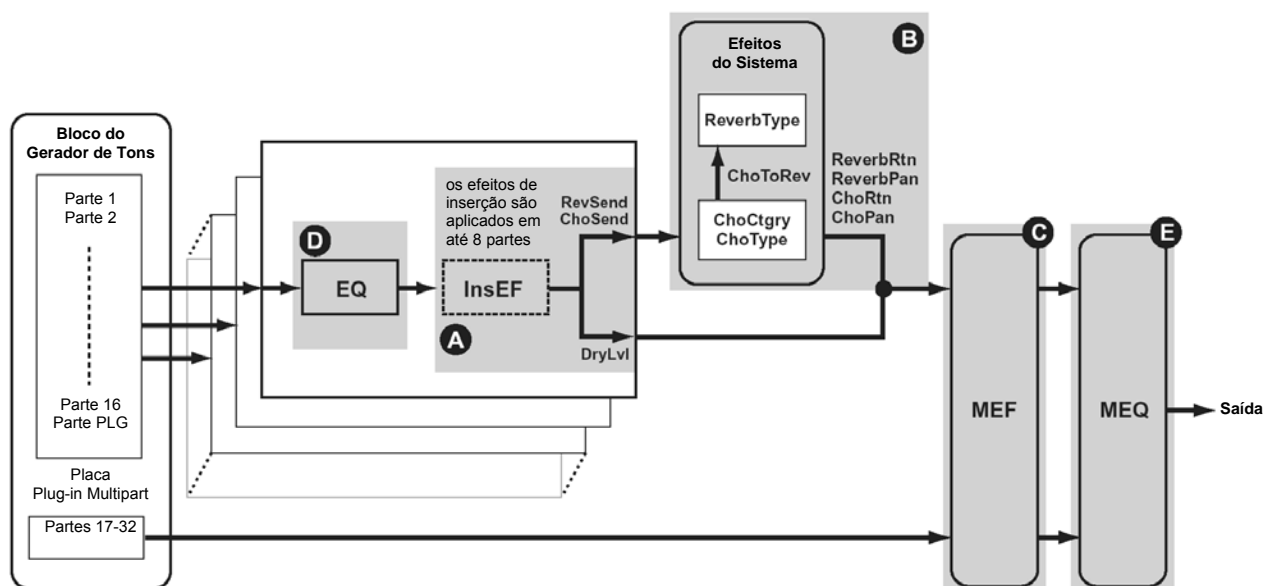 Bloco do
Gerador de Tons
Parte 1
Parte 2
Parte 16
Parte PLG
Placa
Plug-in Multipart
Partes 17-32
D
EQ
os efeitos de
inserção são
aplicados em
até 8 partes
InsEF
A
RevSend
ChoSend
DryLvl
B
Efeitos
do Sistema
ReverbType
ChoToRev
ChoCtgry
ChoType
ReverbRtn
ReverbPan
ChoRtn
ChoPan
C
MEF
E
MEQ
Saída